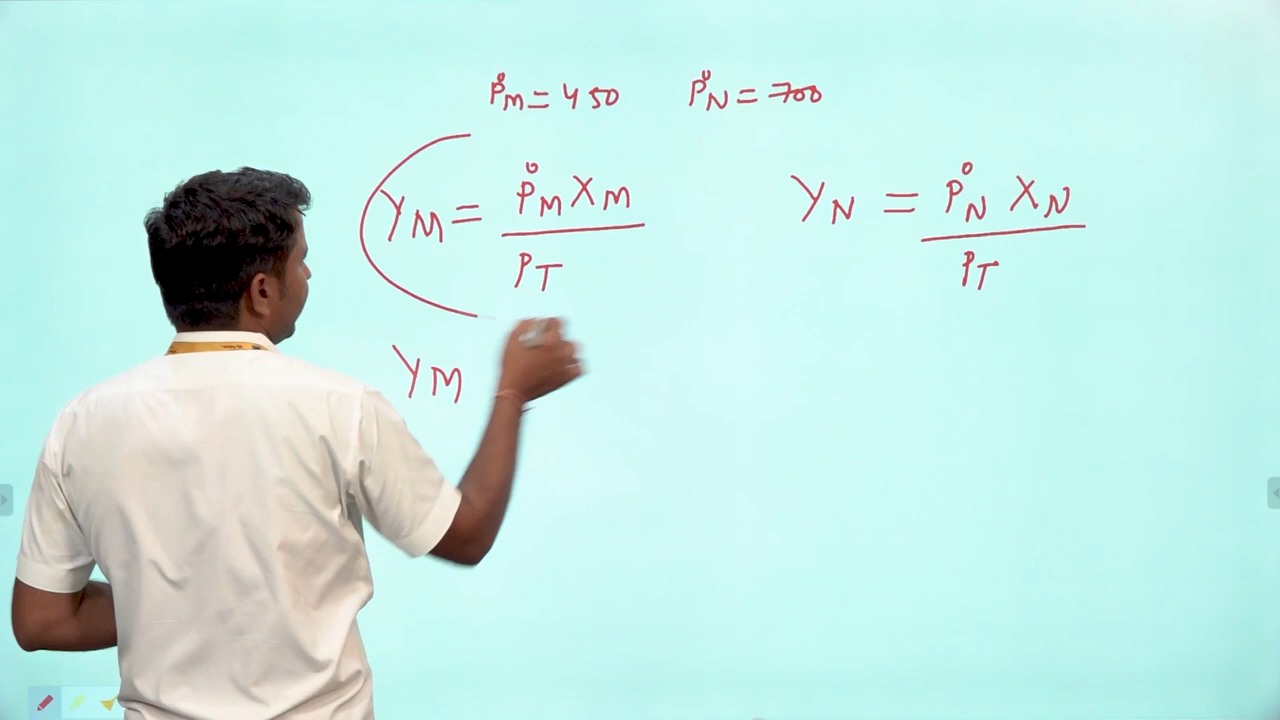 P°M = 450 P°N = 700
YM = P°M XM / PT YN = P°N XN / PT
YM